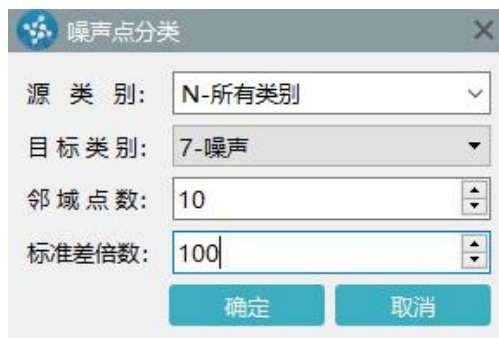 噪声点分类
源 类 别: N-所有类别
目标类别: 7-噪声
邻域点数: 10
标准差倍数: 100
确定 取消